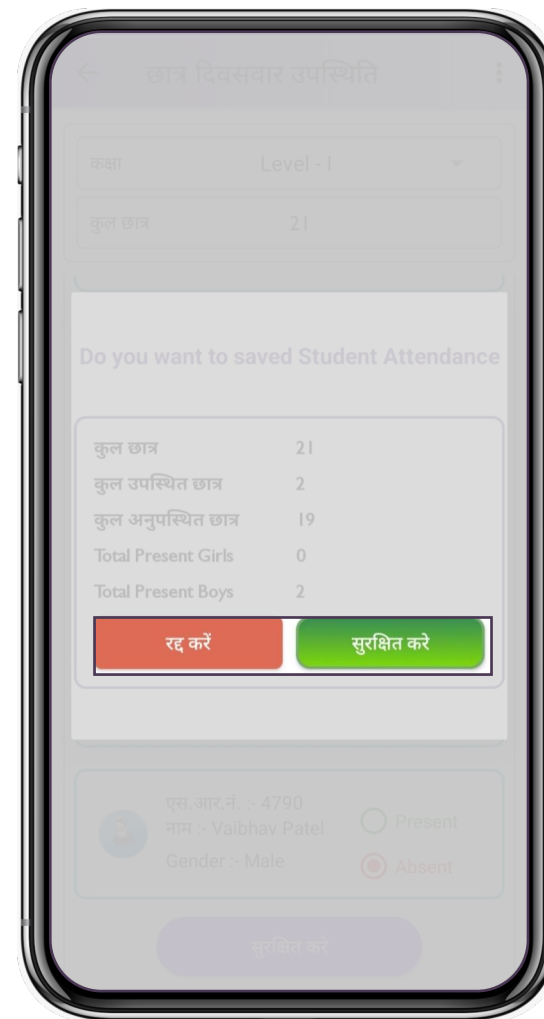 छात्र दिवसवार उपस्थिति
कक्षा Level - I
कुल छात्र 21
Do you want to saved Student Attendance
कुल छात्र 21
कुल उपस्थित छात्र 2
कुल अनुपस्थित छात्र 19
Total Present Girls 0
Total Present Boys 2
रद्द करें सुरक्षित करे
एस.आर.नं. :- 4790
नाम :- Vaibhav Patel Present
Gender :- Male Absent
सुरक्षित करे